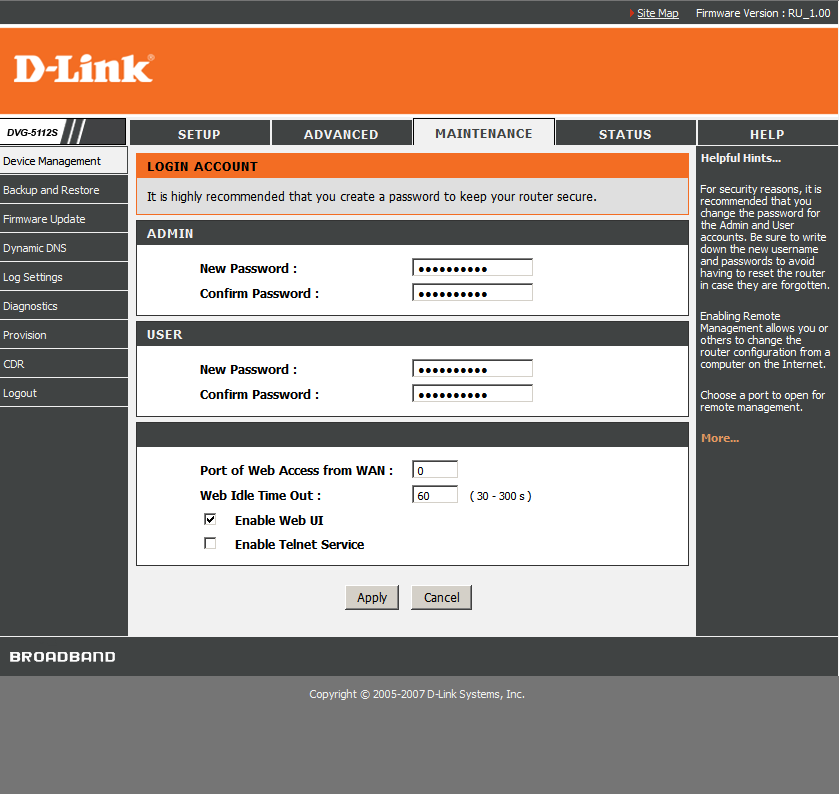 Site Map Firmware Version : RU_1.00
D-Link®
DVG-5112S
SETUP ADVANCED MAINTENANCE STATUS HELP
Device Management
Backup and Restore
Firmware Update
Dynamic DNS
Log Settings
Diagnostics
Provision
CDR
Logout
LOGIN ACCOUNT
It is highly recommended that you create a password to keep your router secure.
ADMIN
New Password :
Confirm Password :
USER
New Password :
Confirm Password :
Port of Web Access from WAN : 0
Web Idle Time Out : 60 ( 30 - 300 s )
Enable Web UI
Enable Telnet Service
Apply Cancel
Helpful Hints...
For security reasons, it is
recommended that you
change the password for
the Admin and User
accounts. Be sure to write
down the new username
and passwords to avoid
having to reset the router
in case they are forgotten.
Enabling Remote
Management allows you or
others to change the
router configuration from a
computer on the Internet.
Choose a port to open for
remote management.
More...
BROADBAND
Copyright © 2005-2007 D-Link Systems, Inc.